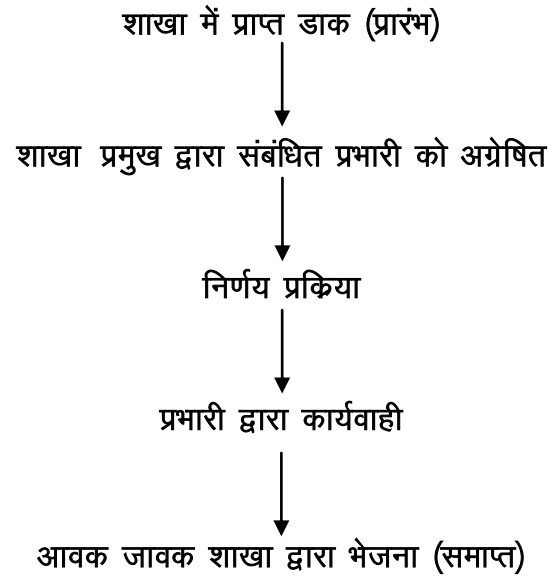 शाखा में प्राप्त डाक (प्रारंभ)
शाखा प्रमुख द्वारा संबंधित प्रभारी को अग्रेषित
निर्णय प्रक्रिया
प्रभारी द्वारा कार्यवाही
आवक जावक शाखा द्वारा भेजना (समाप्त)